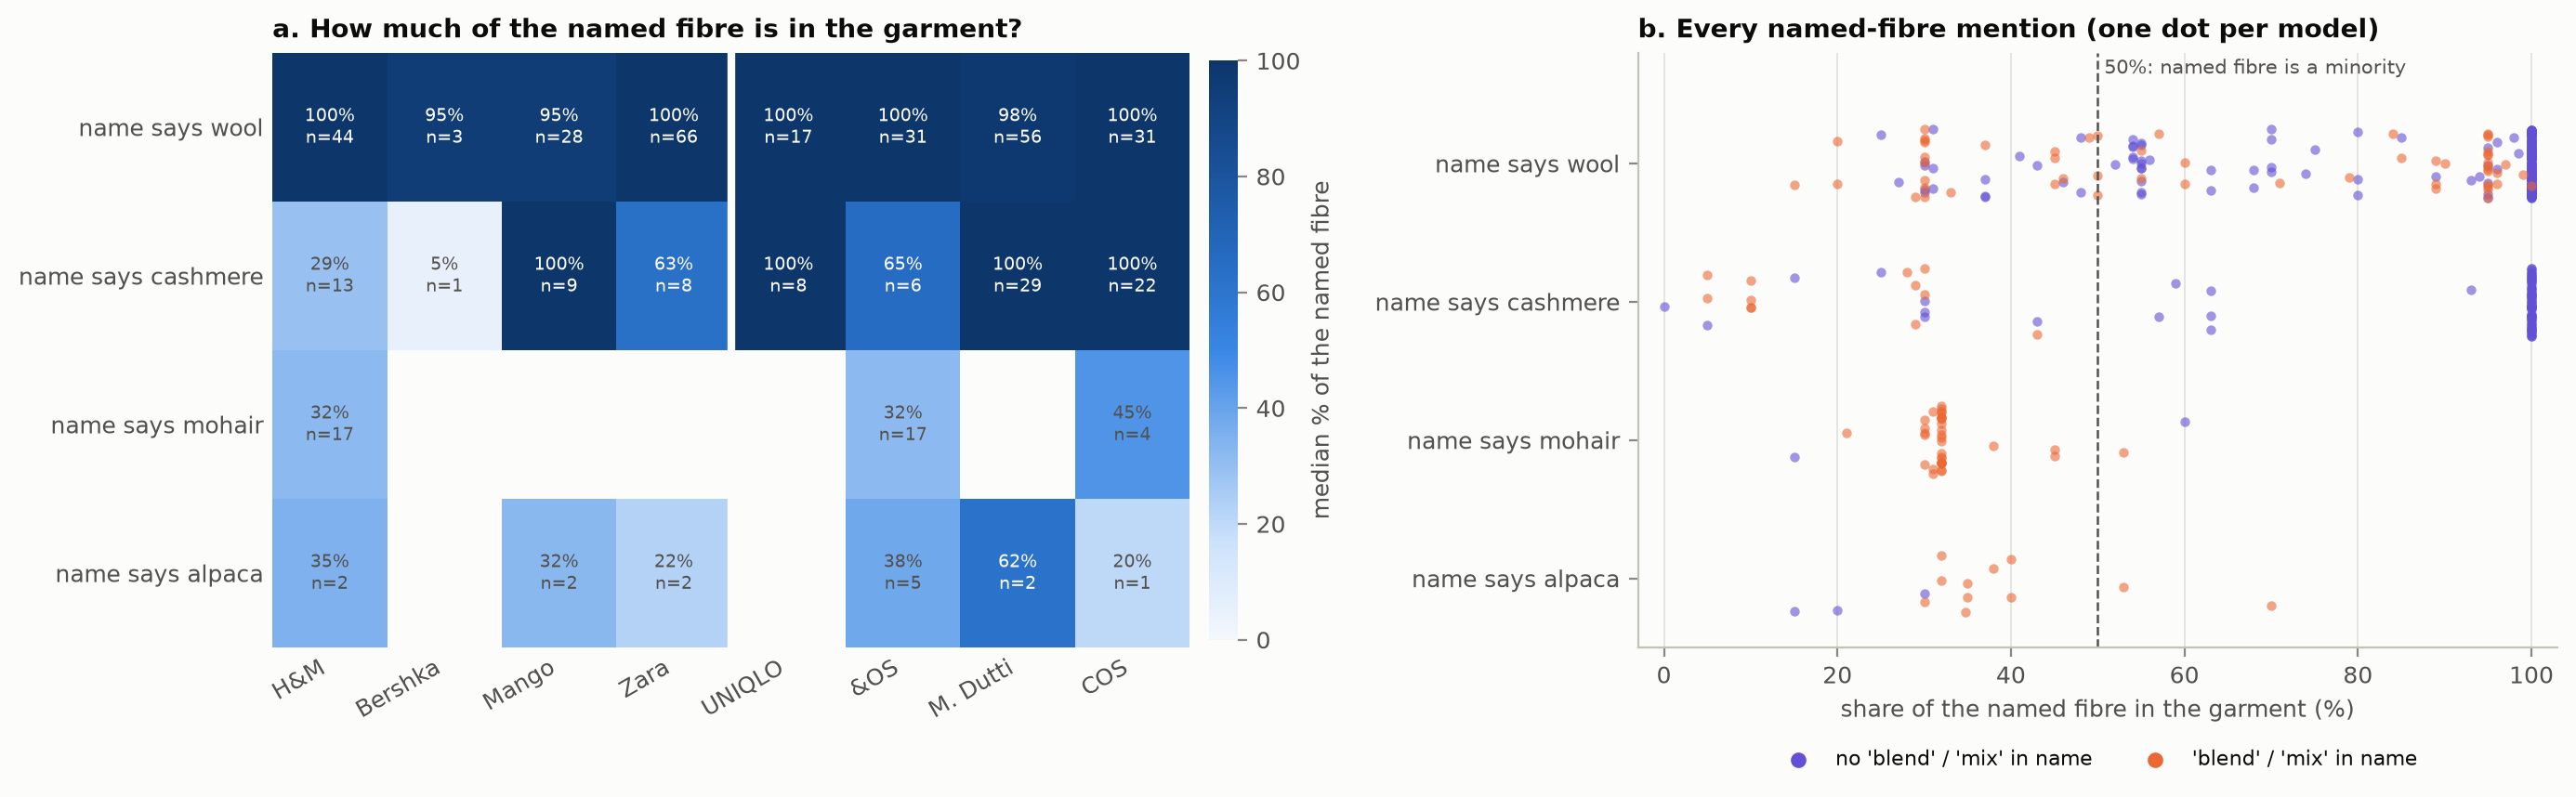 a. How much of the named fibre is in the garment?
name says wool
100% 95% 95% 100% 100% 100% 98% 100%
n=44 n=3 n=28 n=66 n=17 n=31 n=56 n=31
name says cashmere
29% 5% 100% 63% 100% 65% 100% 100%
n=13 n=1 n=9 n=8 n=8 n=6 n=29 n=22
name says mohair
32% 32% 45%
n=17 n=17 n=4
name says alpaca
35% 32% 22% 38% 62% 20%
n=2 n=2 n=2 n=5 n=2 n=1
H&M Bershka Mango Zara UNIQLO &OS M. Dutti COS
100
80
60
40
20
0
median % of the named fibre
b. Every named-fibre mention (one dot per model)
50%: named fibre is a minority
name says wool
name says cashmere
name says mohair
name says alpaca
0 20 40 60 80 100
share of the named fibre in the garment (%)
no 'blend' / 'mix' in name
'blend' / 'mix' in name